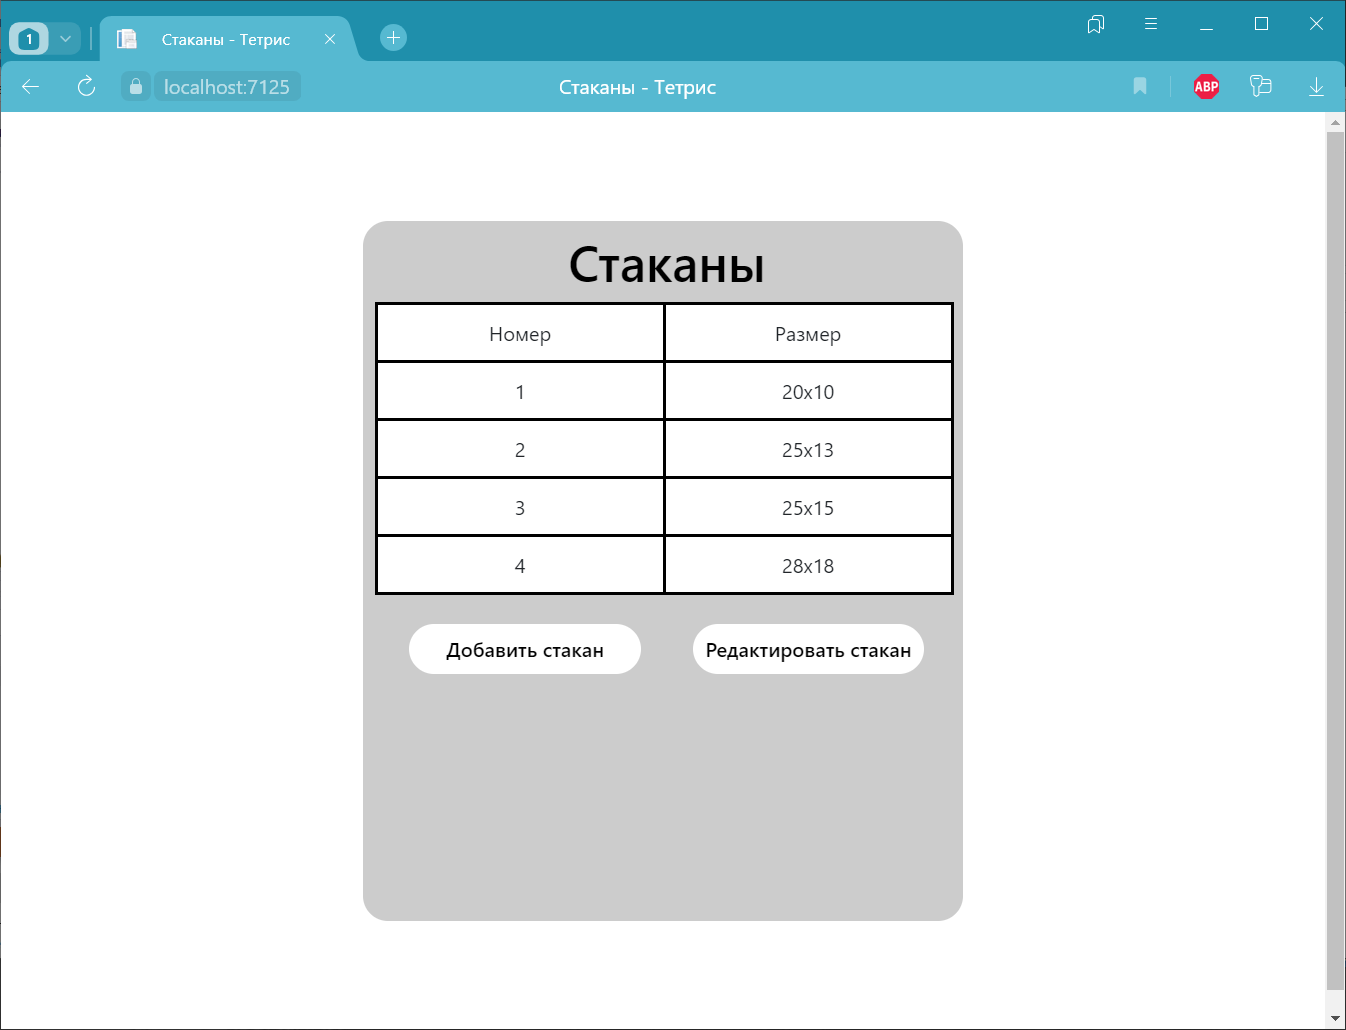 1
Стаканы - Тетрис
localhost:7125
Стаканы - Тетрис
ABP
Стаканы
Номер Размер
1 20x10
2 25x13
3 25x15
4 28x18
Добавить стакан Редактировать стакан